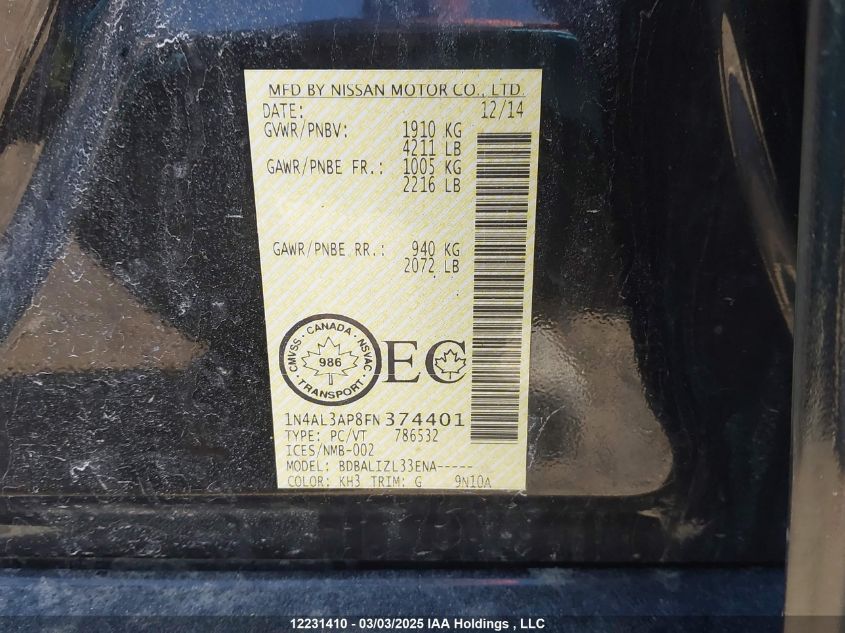 MFD BY NISSAN MOTOR CO., LTD.
DATE: 12/14
GVWR/PNBV: 1910 KG
4211 LB
GAWR/PNBE FR.: 1005 KG
2216 LB
GAWR/PNBE RR.: 940 KG
2072 LB
CANADA
CMVSS · NSVAC
986
TRANSPORT
EC
1N4AL3AP8FN374401
TYPE: PC/VT 786532
ICES/NMB-002
MODEL: BDBALIZL33ENA-----
COLOR: KH3 TRIM: G 9N10A
12231410 - 03/03/2025 IAA Holdings , LLC